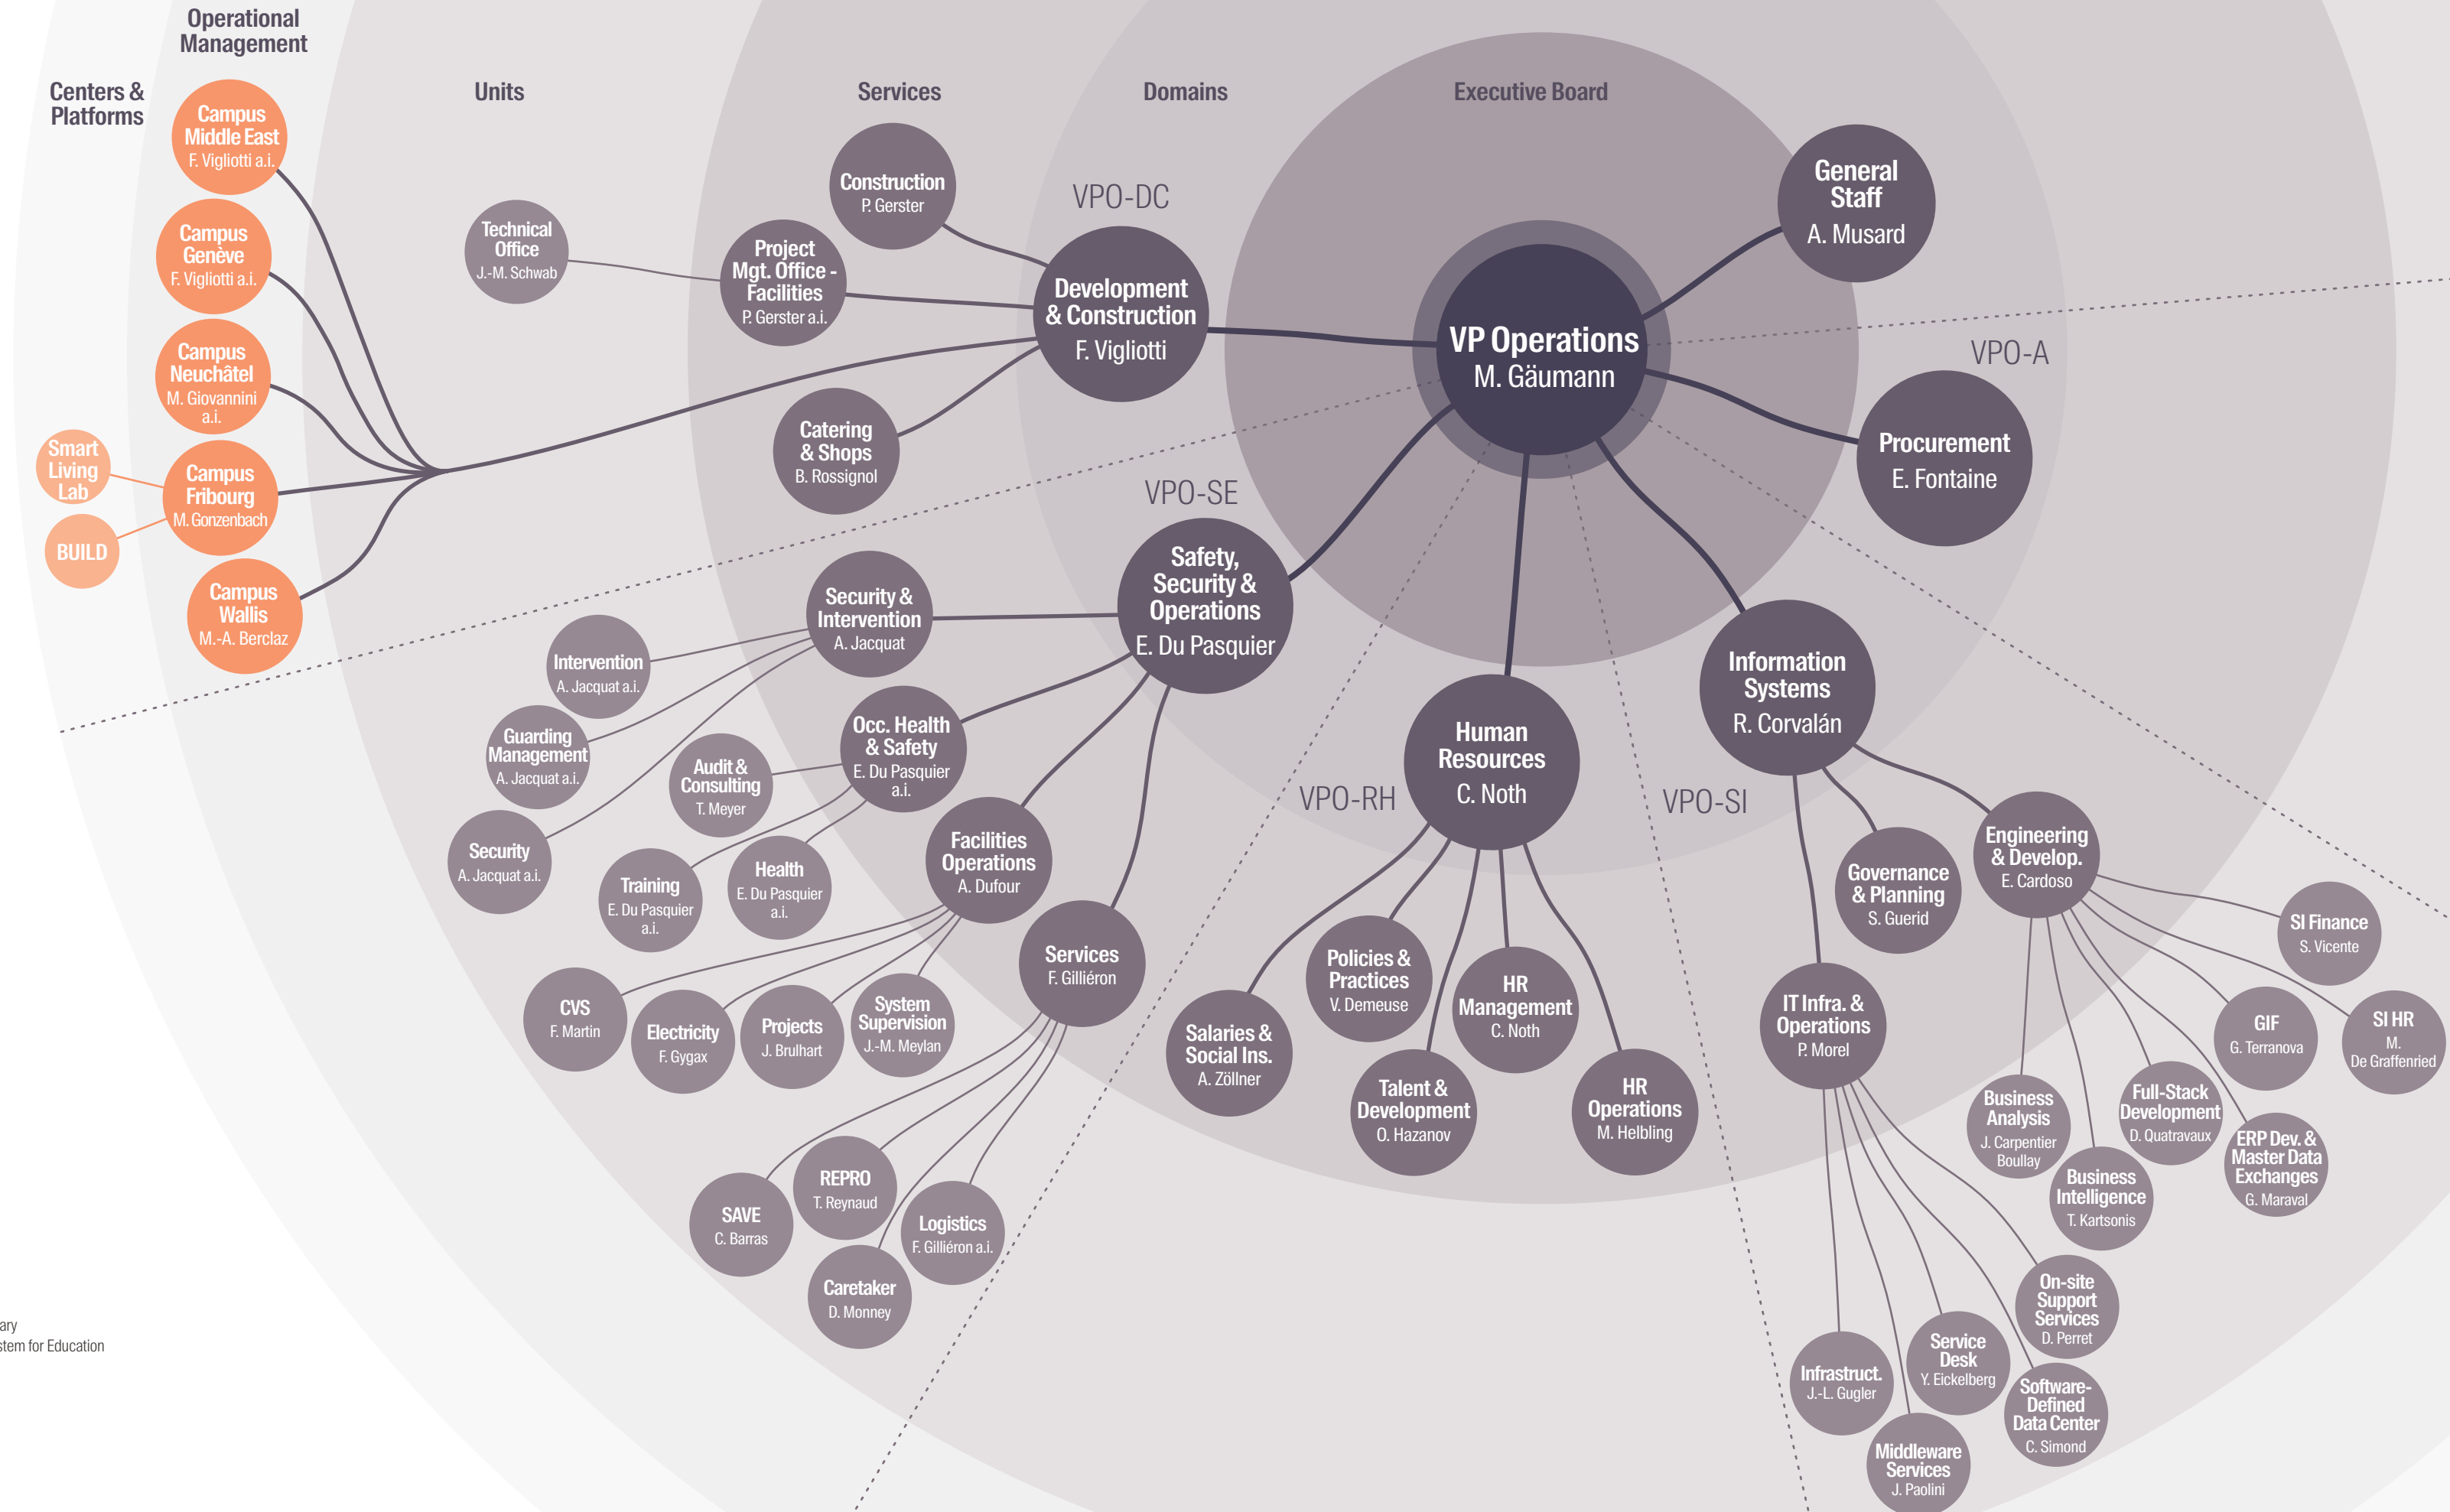 Operational
Management
Centers &
Platforms
Units
Services
Domains
Executive Board
Campus
Middle East
F. Vigliotti a.i.
Campus
Genève
F. Vigliotti a.i.
Campus
Neuchâtel
M. Giovannini
a.i.
Smart
Living
Lab
Campus
Fribourg
M. Gonzenbach
BUILD
Campus
Wallis
M.-A. Berclaz
Technical
Office
J.-M. Schwab
Construction
P. Gerster
Project
Mgt. Office -
Facilities
P. Gerster a.i.
Catering
& Shops
B. Rossignol
VPO-DC
Development
& Construction
F. Vigliotti
VP Operations
M. Gäumann
General
Staff
A. Musard
VPO-A
Procurement
E. Fontaine
VPO-SE
Safety,
Security &
Operations
E. Du Pasquier
Security &
Intervention
A. Jacquat
Intervention
A. Jacquat a.i.
Guarding
Management
A. Jacquat a.i.
Security
A. Jacquat a.i.
Occ. Health
& Safety
E. Du Pasquier
a.i.
Audit &
Consulting
T. Meyer
Training
E. Du Pasquier
a.i.
Health
E. Du Pasquier
a.i.
Facilities
Operations
A. Dufour
CVS
F. Martin
Electricity
F. Gygax
Projects
J. Brulhart
System
Supervision
J.-M. Meylan
Services
F. Gilliéron
SAVE
C. Barras
REPRO
T. Reynaud
Caretaker
D. Monney
Logistics
F. Gilliéron a.i.
VPO-RH
Human
Resources
C. Noth
Salaries &
Social Ins.
A. Zöllner
Policies &
Practices
V. Demeuse
Talent &
Development
O. Hazanov
HR
Management
C. Noth
HR
Operations
M. Helbling
VPO-SI
Information
Systems
R. Corvalán
Governance
& Planning
S. Guerid
Engineering
& Develop.
E. Cardoso
IT Infra. &
Operations
P. Morel
SI Finance
S. Vicente
SI HR
M.
De Graffenried
GIF
G. Terranova
Full-Stack
Development
D. Quatravaux
ERP Dev. &
Master Data
Exchanges
G. Maraval
Business
Analysis
J. Carpentier
Boullay
Business
Intelligence
T. Kartsonis
On-site
Support
Services
D. Perret
Service
Desk
Y. Eickelberg
Software-
Defined
Data Center
C. Simond
Infrastruct.
J.-L. Gugler
Middleware
Services
J. Paolini
ary
stem for Education